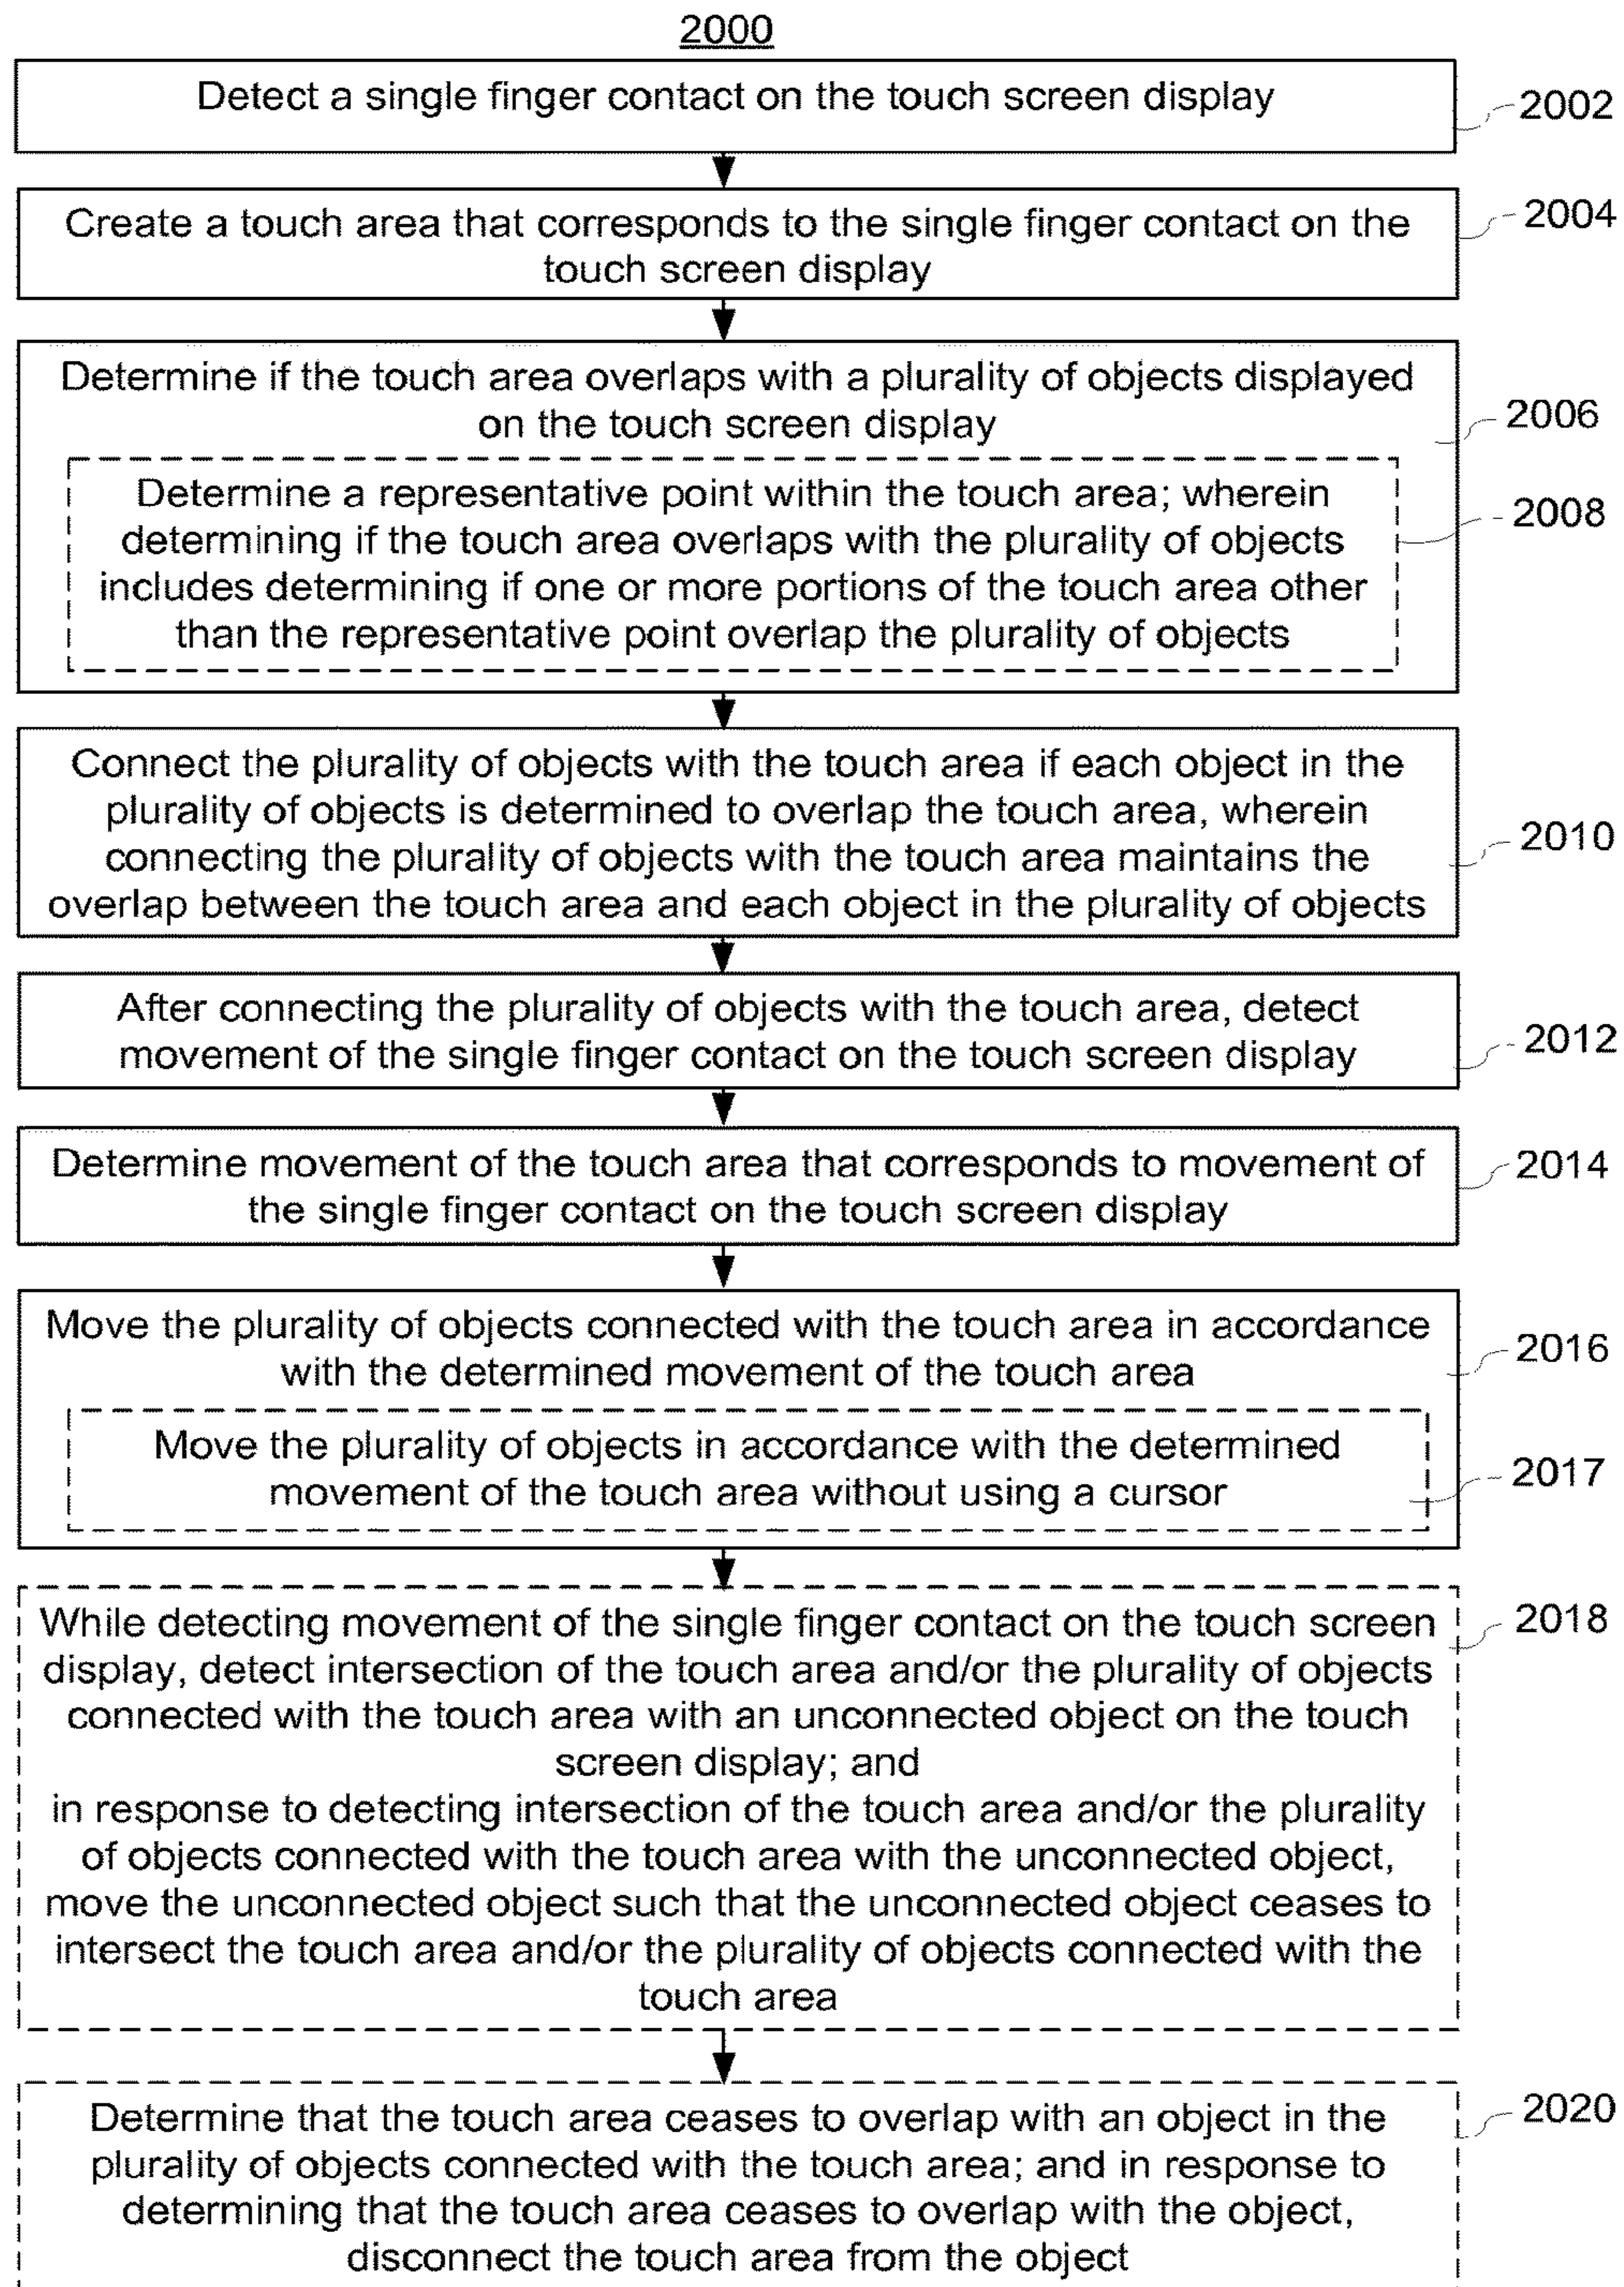 2000
Detect a single finger contact on the touch screen display
2002
Create a touch area that corresponds to the single finger contact on the
touch screen display
2004
Determine if the touch area overlaps with a plurality of objects displayed
on the touch screen display
2006
Determine a representative point within the touch area; wherein
determining if the touch area overlaps with the plurality of objects
includes determining if one or more portions of the touch area other
than the representative point overlap the plurality of objects
2008
Connect the plurality of objects with the touch area if each object in the
plurality of objects is determined to overlap the touch area, wherein
connecting the plurality of objects with the touch area maintains the
overlap between the touch area and each object in the plurality of objects
2010
After connecting the plurality of objects with the touch area, detect
movement of the single finger contact on the touch screen display
2012
Determine movement of the touch area that corresponds to movement of
the single finger contact on the touch screen display
2014
Move the plurality of objects connected with the touch area in accordance
with the determined movement of the touch area
2016
Move the plurality of objects in accordance with the determined
movement of the touch area without using a cursor
2017
While detecting movement of the single finger contact on the touch screen
display, detect intersection of the touch area and/or the plurality of objects
connected with the touch area with an unconnected object on the touch
screen display; and
in response to detecting intersection of the touch area and/or the plurality
of objects connected with the touch area with the unconnected object,
move the unconnected object such that the unconnected object ceases to
intersect the touch area and/or the plurality of objects connected with the
touch area
2018
Determine that the touch area ceases to overlap with an object in the
plurality of objects connected with the touch area; and in response to
determining that the touch area ceases to overlap with the object,
disconnect the touch area from the object
2020